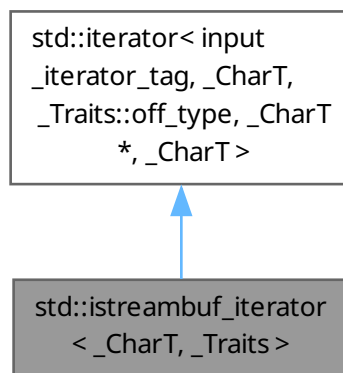 std::iterator< input
_iterator_tag, _CharT,
_Traits::off_type, _CharT
*, _CharT >
std::istreambuf_iterator
< _CharT, _Traits >